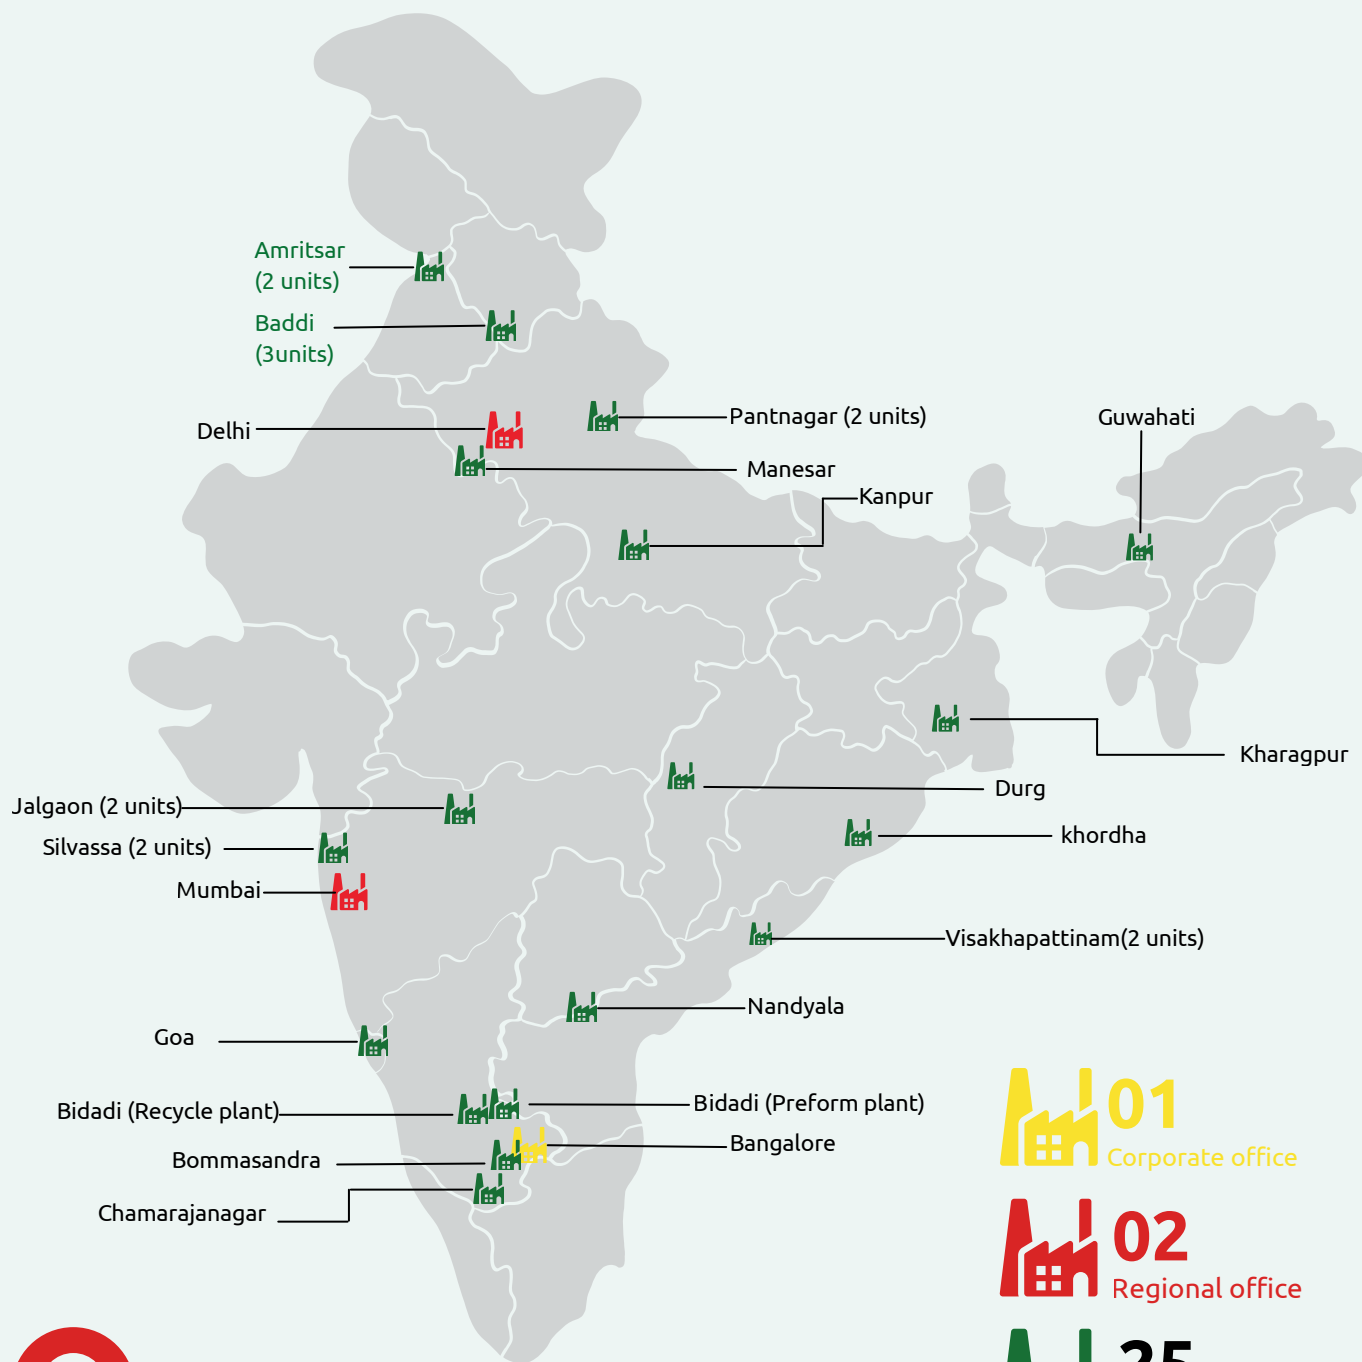 Amritsar
(2 units)
Baddi
(3units)
Delhi
Pantnagar (2 units)
Guwahati
Manesar
Kanpur
Kharagpur
Jalgaon (2 units)
Durg
Silvassa (2 units)
khordha
Mumbai
Visakhapattinam(2 units)
Nandyala
Goa
Bidadi (Recycle plant)
Bidadi (Preform plant)
Bangalore
Bommasandra
Chamarajanagar
01
Corporate office
02
Regional office
25